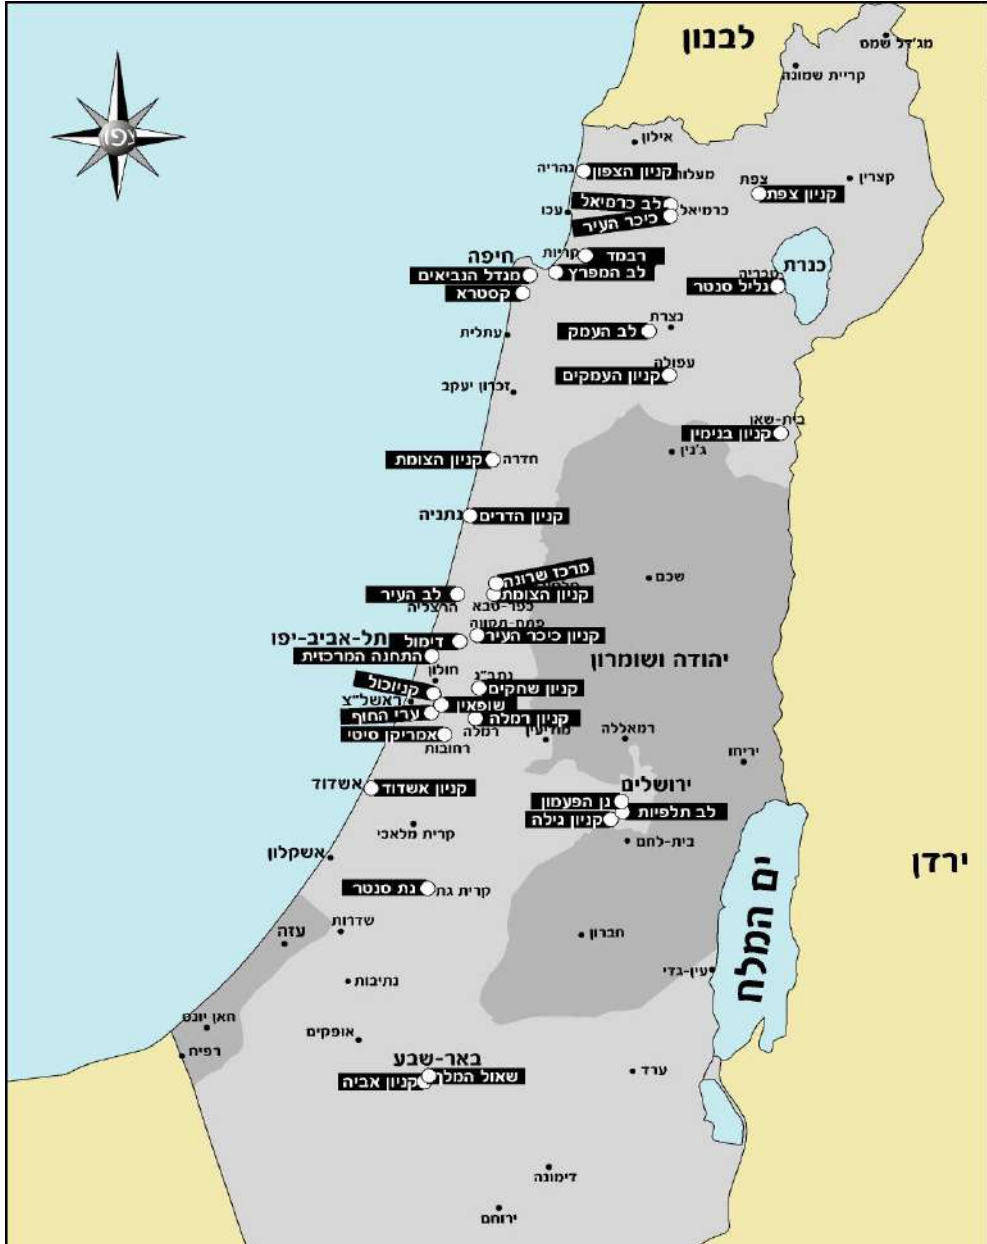 לבנון
מג'דל שמס
קריית שמונה
צפון
אילון
נהריה
קניון הצפון
מעלות
צפת
קצרין
קניון צפת
לב כרמיאל
כרמיאל
עכו
כיכר העיר
קריות
רבמד
חיפה
כנרת
לב המפרץ
מגדל הנביאים
טבריה
גליל סנטר
קסטרא
נצרת
לב העמק
עתלית
עפולה
קניון העמקים
זכרון יעקב
בית-שאן
קניון בנימין
ג'נין
חדרה
קניון הצומת
נתניה
קניון הדרים
מרכז שרונה
שכם
לב העיר
קניון הצומת
הרצליה
כפר-סבא
פתח-תקווה
קניון כיכר העיר
תל-אביב-יפו
דימול
התחנה המרכזית
יהודה ושומרון
חולון
נתב"ג
קניוכול
קניון שחקים
ראשל"צ
שופאין
ערי החוף
קניון רמלה
רמלה
אמריקן סיטי
רחובות
מודיעין
רמאללה
יריחו
ירושלים
אשדוד
קניון אשדוד
גן הפעמון
לב תלפיות
קניון גילה
קרית מלאכי
בית-לחם
אשקלון
ירדן
ים המלח
גת סנטר
קרית גת
שדרות
עזה
חברון
עין-גדי
נתיבות
חאן יונס
אופקים
רפיח
באר-שבע
שאול המלך
קניון אביה
ערד
דימונה
ירוחם